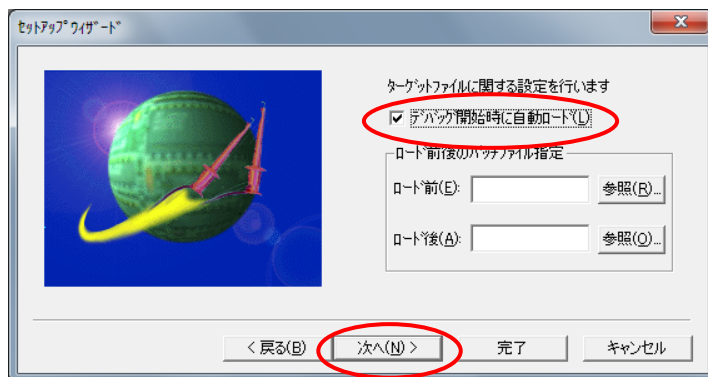 セットアップウィザード
ターゲットファイルに関する設定を行います
デバッグ開始時に自動ロード(L)
ロード前後のバッチファイル指定
ロード前(E): 参照(R)...
ロード後(A): 参照(O)...
< 戻る(B) 次へ(N) > 完了 キャンセル